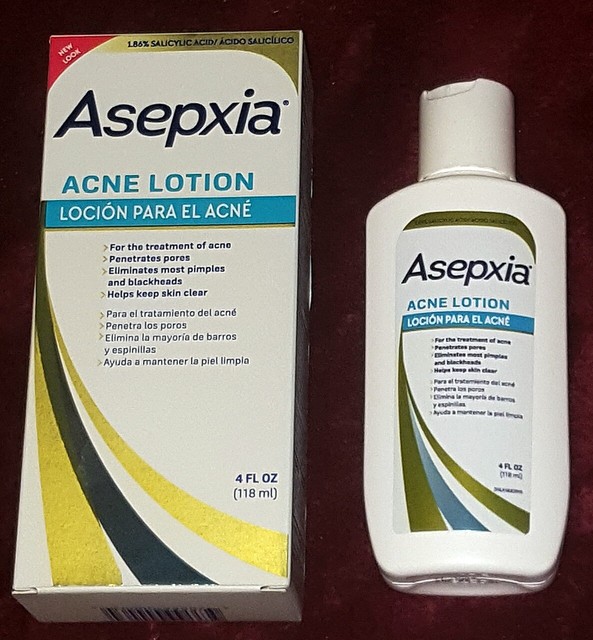 NEW
LOOK
1.86% SALICYLIC ACID/ ÁCIDO SALICÍLICO
Asepxia®
ACNE LOTION
LOCIÓN PARA EL ACNÉ
For the treatment of acne
Penetrates pores
Eliminates most pimples
and blackheads
Helps keep skin clear
Para el tratamiento del acné
Penetra los poros
Elimina la mayoría de barros
y espinillas
Ayuda a mantener la piel limpia
4 FL OZ
(118 ml)
Asepxia
ACNE LOTION
LOCIÓN PARA EL ACNÉ
For the treatment of acne
Penetrates pores
Eliminates most pimples
and blackheads
Helps keep skin clear
Para el tratamiento del acné
Penetra los poros
Elimina la mayoría de barros
y espinillas
Ayuda a mantener la piel limpia
4 FL OZ
(118 ml)